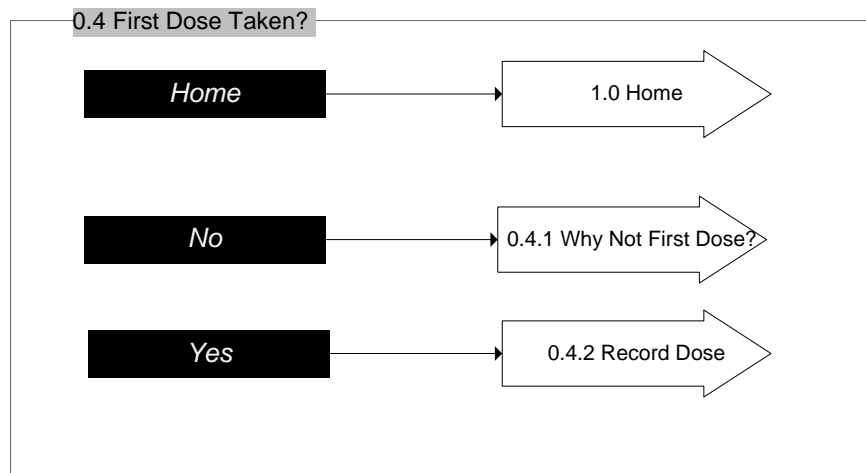 0.4 First Dose Taken?
Home
1.0 Home
No
0.4.1 Why Not First Dose?
Yes
0.4.2 Record Dose